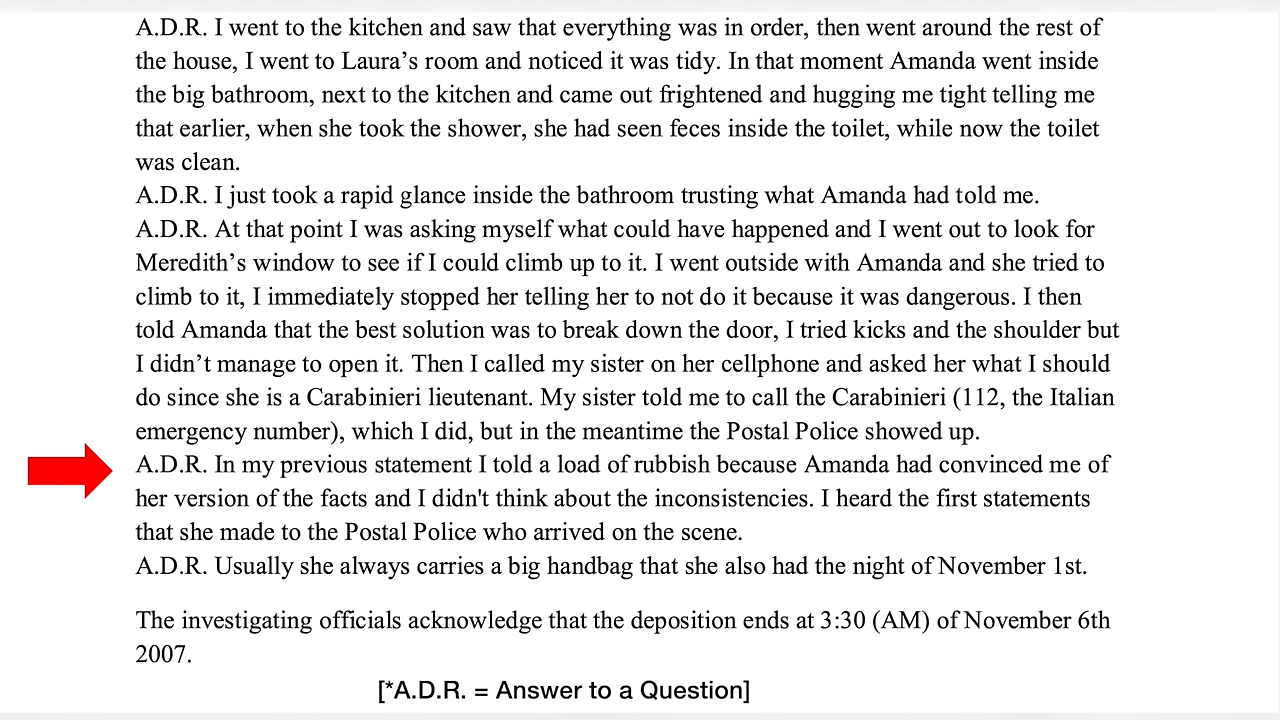 A.D.R. I went to the kitchen and saw that everything was in order, then went around the rest of
the house, I went to Laura’s room and noticed it was tidy. In that moment Amanda went inside
the big bathroom, next to the kitchen and came out frightened and hugging me tight telling me
that earlier, when she took the shower, she had seen feces inside the toilet, while now the toilet
was clean.
A.D.R. I just took a rapid glance inside the bathroom trusting what Amanda had told me.
A.D.R. At that point I was asking myself what could have happened and I went out to look for
Meredith’s window to see if I could climb up to it. I went outside with Amanda and she tried to
climb to it, I immediately stopped her telling her to not do it because it was dangerous. I then
told Amanda that the best solution was to break down the door, I tried kicks and the shoulder but
I didn’t manage to open it. Then I called my sister on her cellphone and asked her what I should
do since she is a Carabinieri lieutenant. My sister told me to call the Carabinieri (112, the Italian
emergency number), which I did, but in the meantime the Postal Police showed up.
A.D.R. In my previous statement I told a load of rubbish because Amanda had convinced me of
her version of the facts and I didn't think about the inconsistencies. I heard the first statements
that she made to the Postal Police who arrived on the scene.
A.D.R. Usually she always carries a big handbag that she also had the night of November 1st.
The investigating officials acknowledge that the deposition ends at 3:30 (AM) of November 6th
2007.
[*A.D.R. = Answer to a Question]